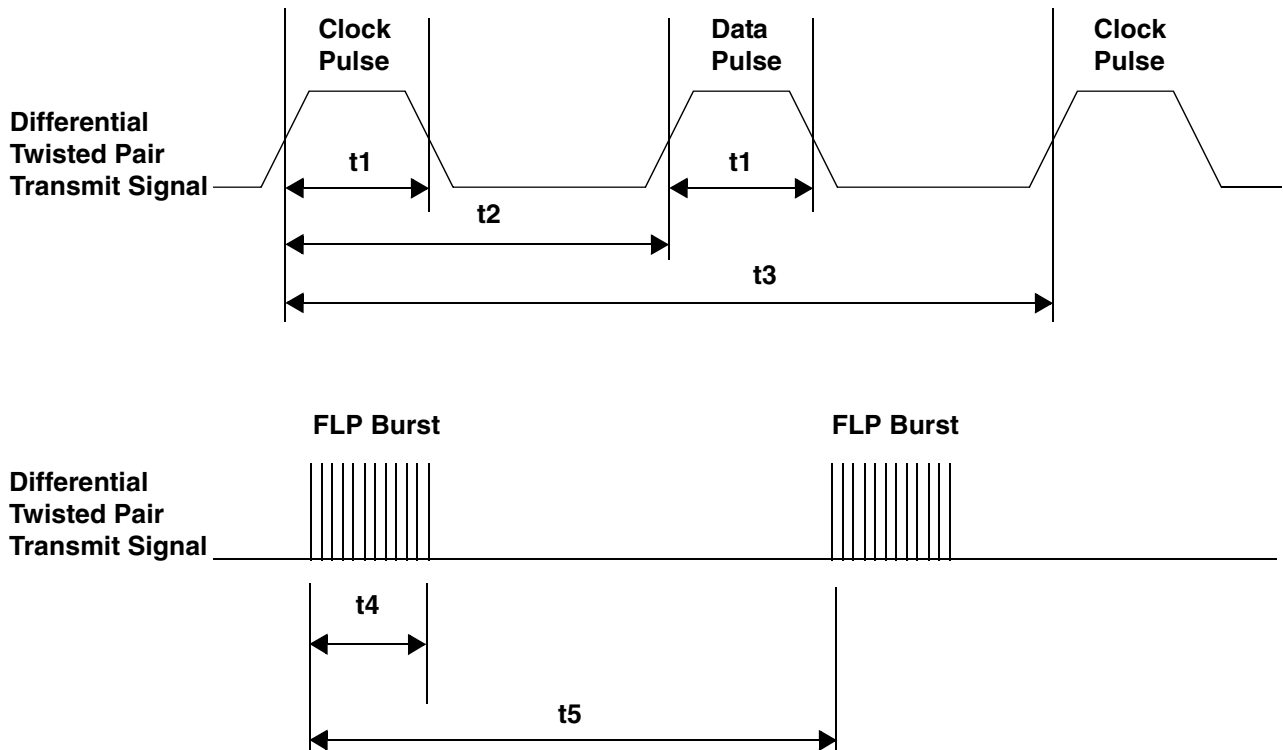 Clock
Pulse
Data
Pulse
Clock
Pulse
Differential
Twisted Pair
Transmit Signal
t1
t1
t2
t3
FLP Burst
FLP Burst
Differential
Twisted Pair
Transmit Signal
t4
t5